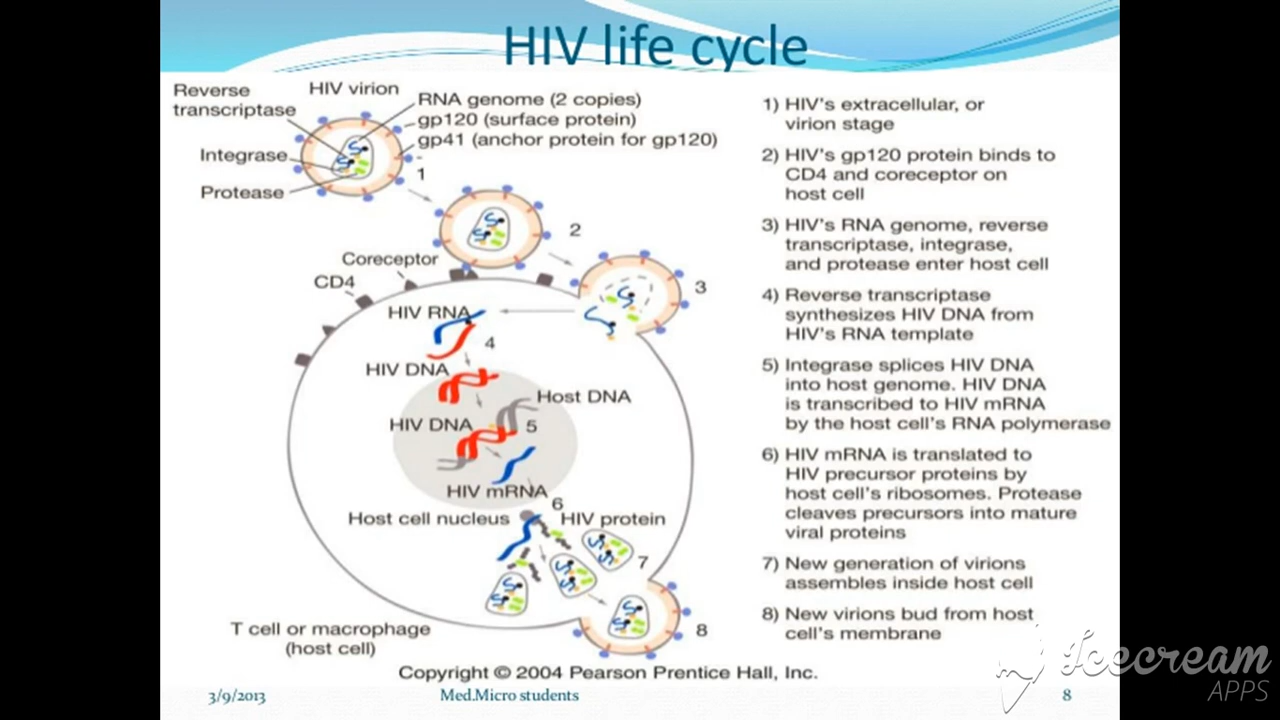 HIV life cycle
Reverse
transcriptase
HIV virion
RNA genome (2 copies)
gp120 (surface protein)
gp41 (anchor protein for gp120)
Integrase
Protease
1
2
Coreceptor
CD4
3
HIV RNA
4
HIV DNA
Host DNA
HIV DNA
5
HIV mRNA
6
Host cell nucleus
HIV protein
7
8
T cell or macrophage
(host cell)
1) HIV's extracellular, or
virion stage
2) HIV's gp120 protein binds to
CD4 and coreceptor on
host cell
3) HIV's RNA genome, reverse
transcriptase, integrase,
and protease enter host cell
4) Reverse transcriptase
synthesizes HIV DNA from
HIV's RNA template
5) Integrase splices HIV DNA
into host genome. HIV DNA
is transcribed to HIV mRNA
by the host cell's RNA polymerase
6) HIV mRNA is translated to
HIV precursor proteins by
host cell's ribosomes. Protease
cleaves precursors into mature
viral proteins
7) New generation of virions
assembles inside host cell
8) New virions bud from host
cell's membrane
Copyright © 2004 Pearson Prentice Hall, Inc.
3/9/2013
Med.Micro students
8
Icecream
APPS